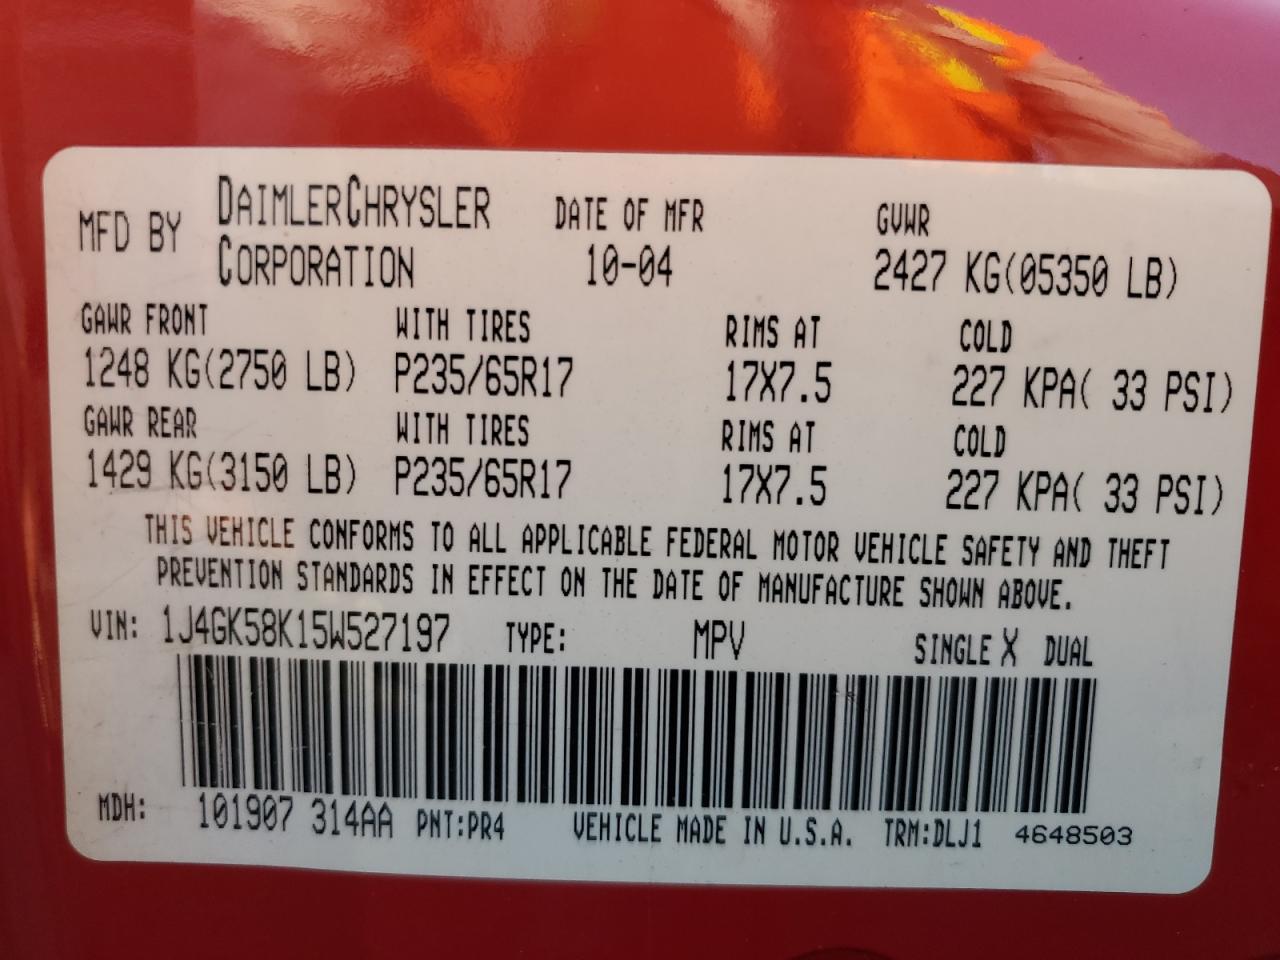 MFD BY DAIMLERCHRYSLER CORPORATION DATE OF MFR 10-04 GVWR 2427 KG(05350 LB)
GAWR FRONT WITH TIRES RIMS AT COLD
1248 KG(2750 LB) P235/65R17 17X7.5 227 KPA( 33 PSI)
GAWR REAR WITH TIRES RIMS AT COLD
1429 KG(3150 LB) P235/65R17 17X7.5 227 KPA( 33 PSI)
THIS VEHICLE CONFORMS TO ALL APPLICABLE FEDERAL MOTOR VEHICLE SAFETY AND THEFT
PREVENTION STANDARDS IN EFFECT ON THE DATE OF MANUFACTURE SHOWN ABOVE.
VIN: 1J4GK58K15W527197 TYPE: MPV SINGLE X DUAL
MDH: 101907 314AA PNT:PR4 VEHICLE MADE IN U.S.A. TRM:DLJ1 4648503